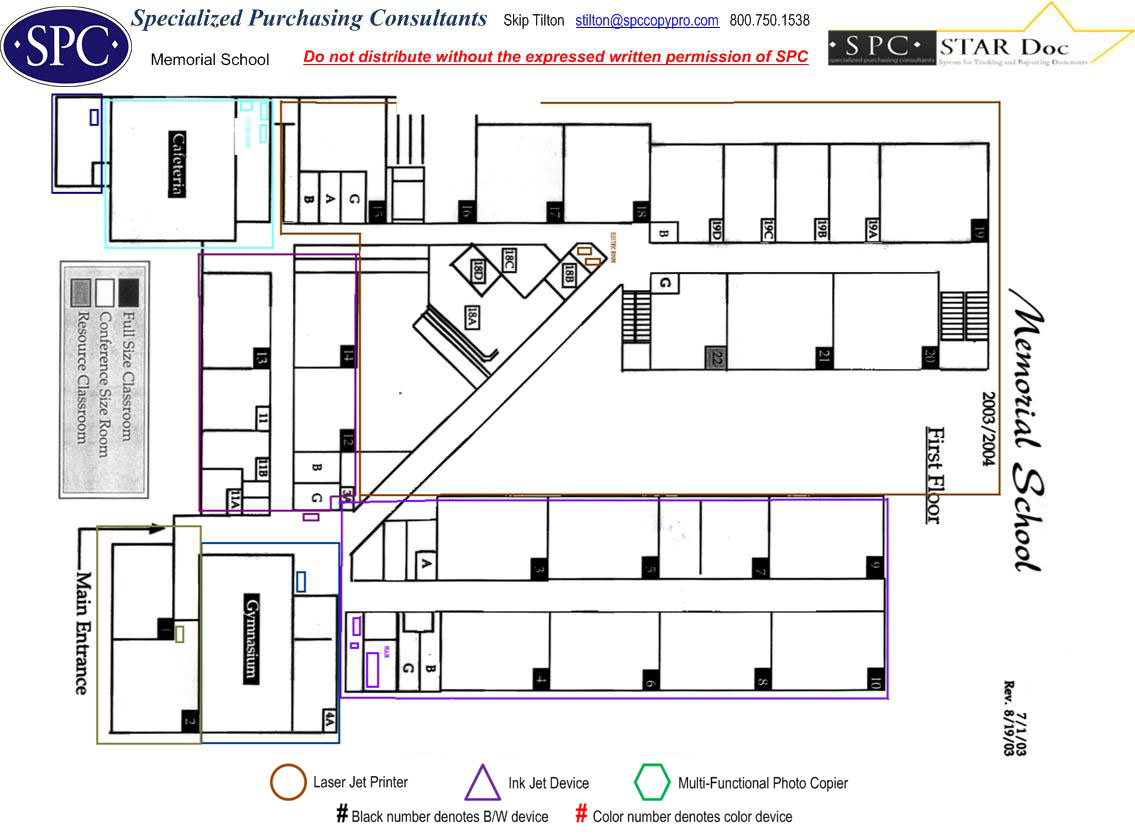 SPC
Specialized Purchasing Consultants Skip Tilton stilton@spccopypro.com 800.750.1538
Memorial School
Do not distribute without the expressed written permission of SPC
SPC
specialized purchasing consultants
STAR Doc
System for Tracking and Reporting Documents
Cafeteria
B
A
G
15
16
17
18
B
19D
19C
19B
19A
19
ELECTRIC ROOM
18D
18C
18B
18A
G
22
21
20
Full Size Classroom
Conference Size Room
Resource Classroom
13
14
11
12
11B
11A
B
G
3A
Memorial School
2003/2004
First Floor
A
3
5
7
9
Main Entrance
1
2
Gymnasium
4A
MAIN
G
B
4
6
8
10
7/1/03
Rev. 8/19/03
Laser Jet Printer
Ink Jet Device
Multi-Functional Photo Copier
# Black number denotes B/W device
# Color number denotes color device